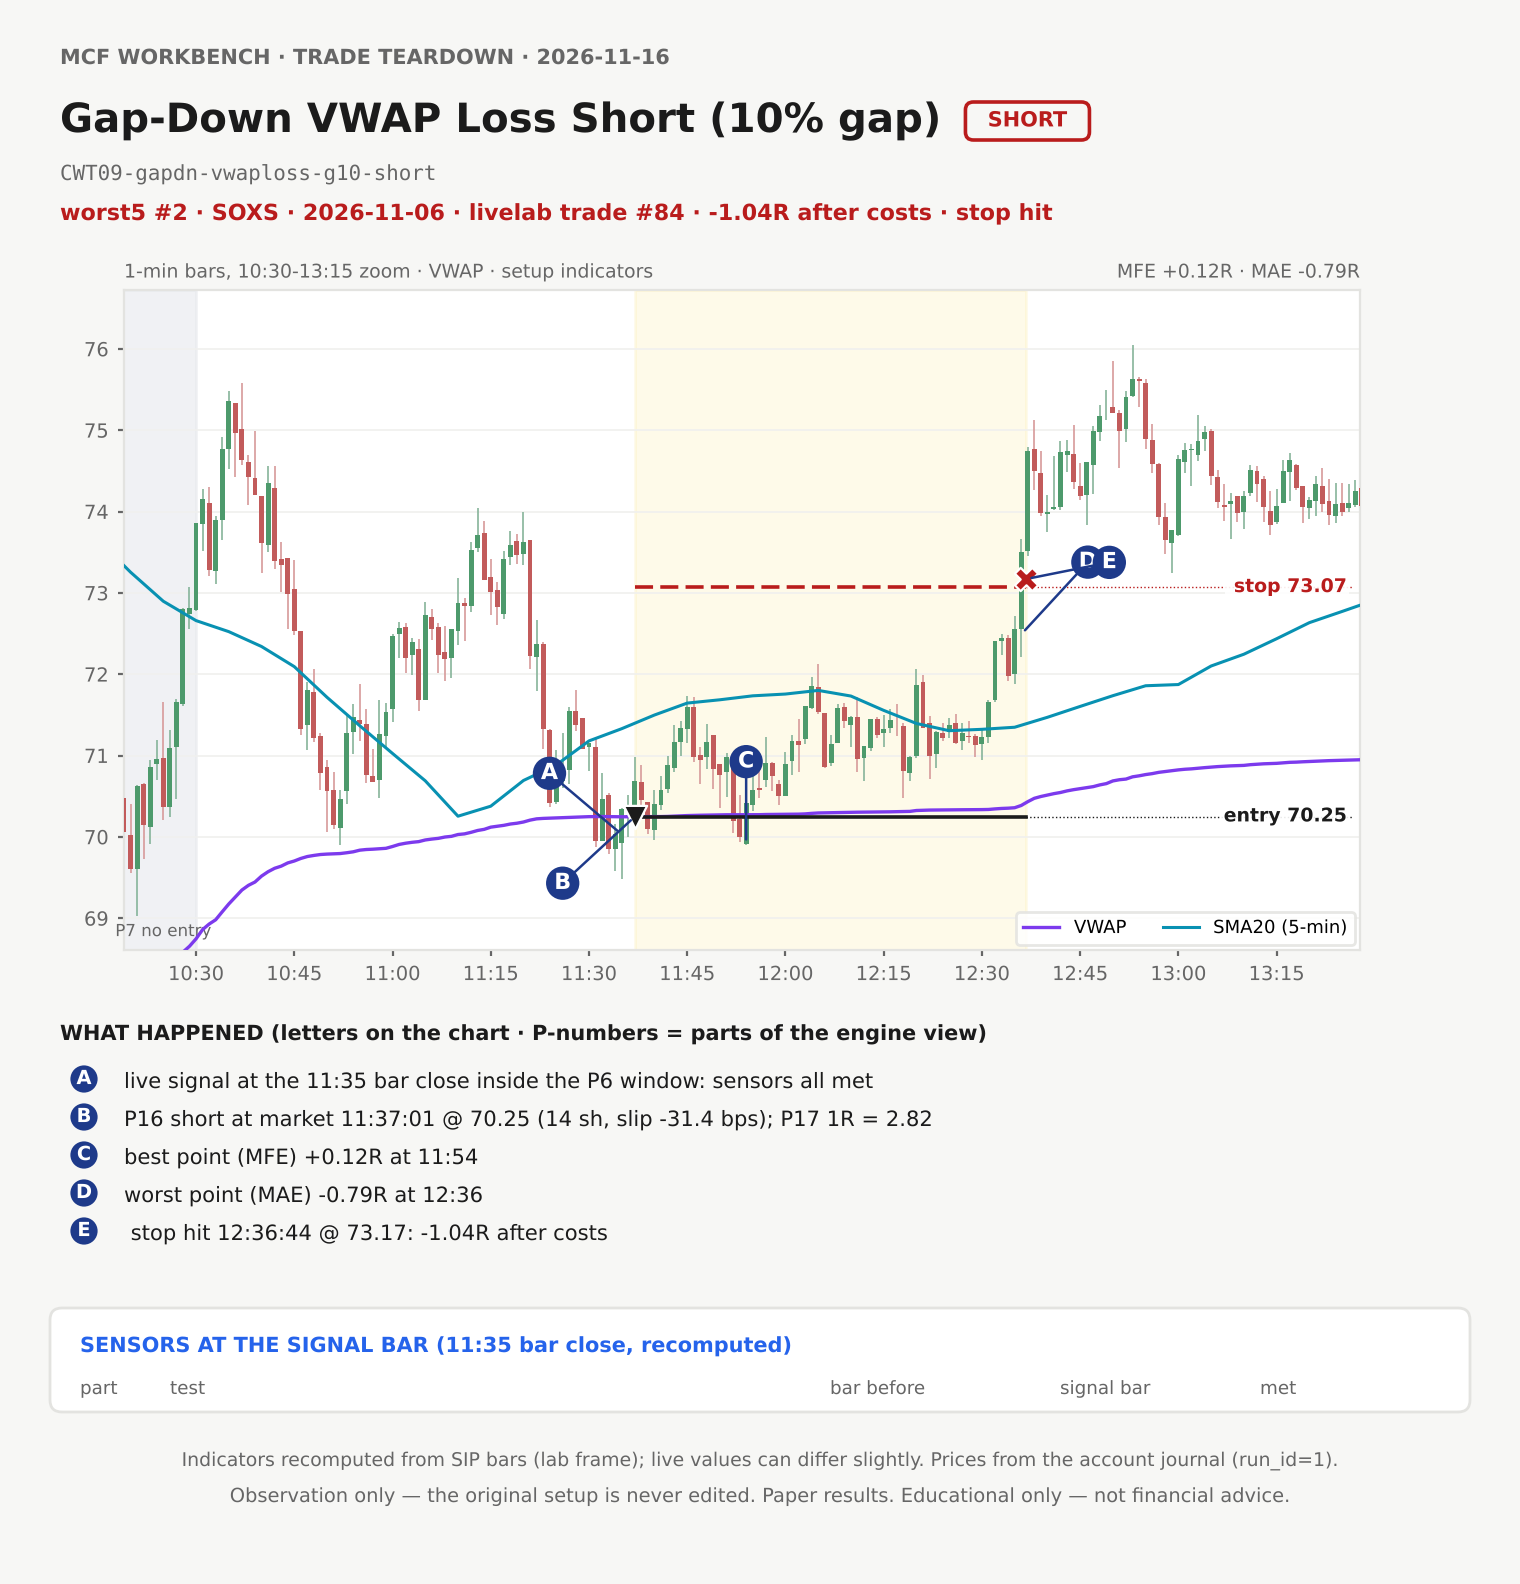 MCF WORKBENCH · TRADE TEARDOWN · 2026-11-16
Gap-Down VWAP Loss Short (10% gap) SHORT
CWT09-gapdn-vwaploss-g10-short
worst5 #2 · SOXS · 2026-11-06 · livelab trade #84 · -1.04R after costs · stop hit
1-min bars, 10:30-13:15 zoom · VWAP · setup indicators MFE +0.12R · MAE -0.79R
76
75
74
73
72
71
70
69
D E
stop 73.07
A
C
entry 70.25
B
P7 no entry
VWAP SMA20 (5-min)
10:30 10:45 11:00 11:15 11:30 11:45 12:00 12:15 12:30 12:45 13:00 13:15
WHAT HAPPENED (letters on the chart · P-numbers = parts of the engine view)
A live signal at the 11:35 bar close inside the P6 window: sensors all met
B P16 short at market 11:37:01 @ 70.25 (14 sh, slip -31.4 bps); P17 1R = 2.82
C best point (MFE) +0.12R at 11:54
D worst point (MAE) -0.79R at 12:36
E stop hit 12:36:44 @ 73.17: -1.04R after costs
SENSORS AT THE SIGNAL BAR (11:35 bar close, recomputed)
part test bar before signal bar met
Indicators recomputed from SIP bars (lab frame); live values can differ slightly. Prices from the account journal (run_id=1).
Observation only — the original setup is never edited. Paper results. Educational only — not financial advice.